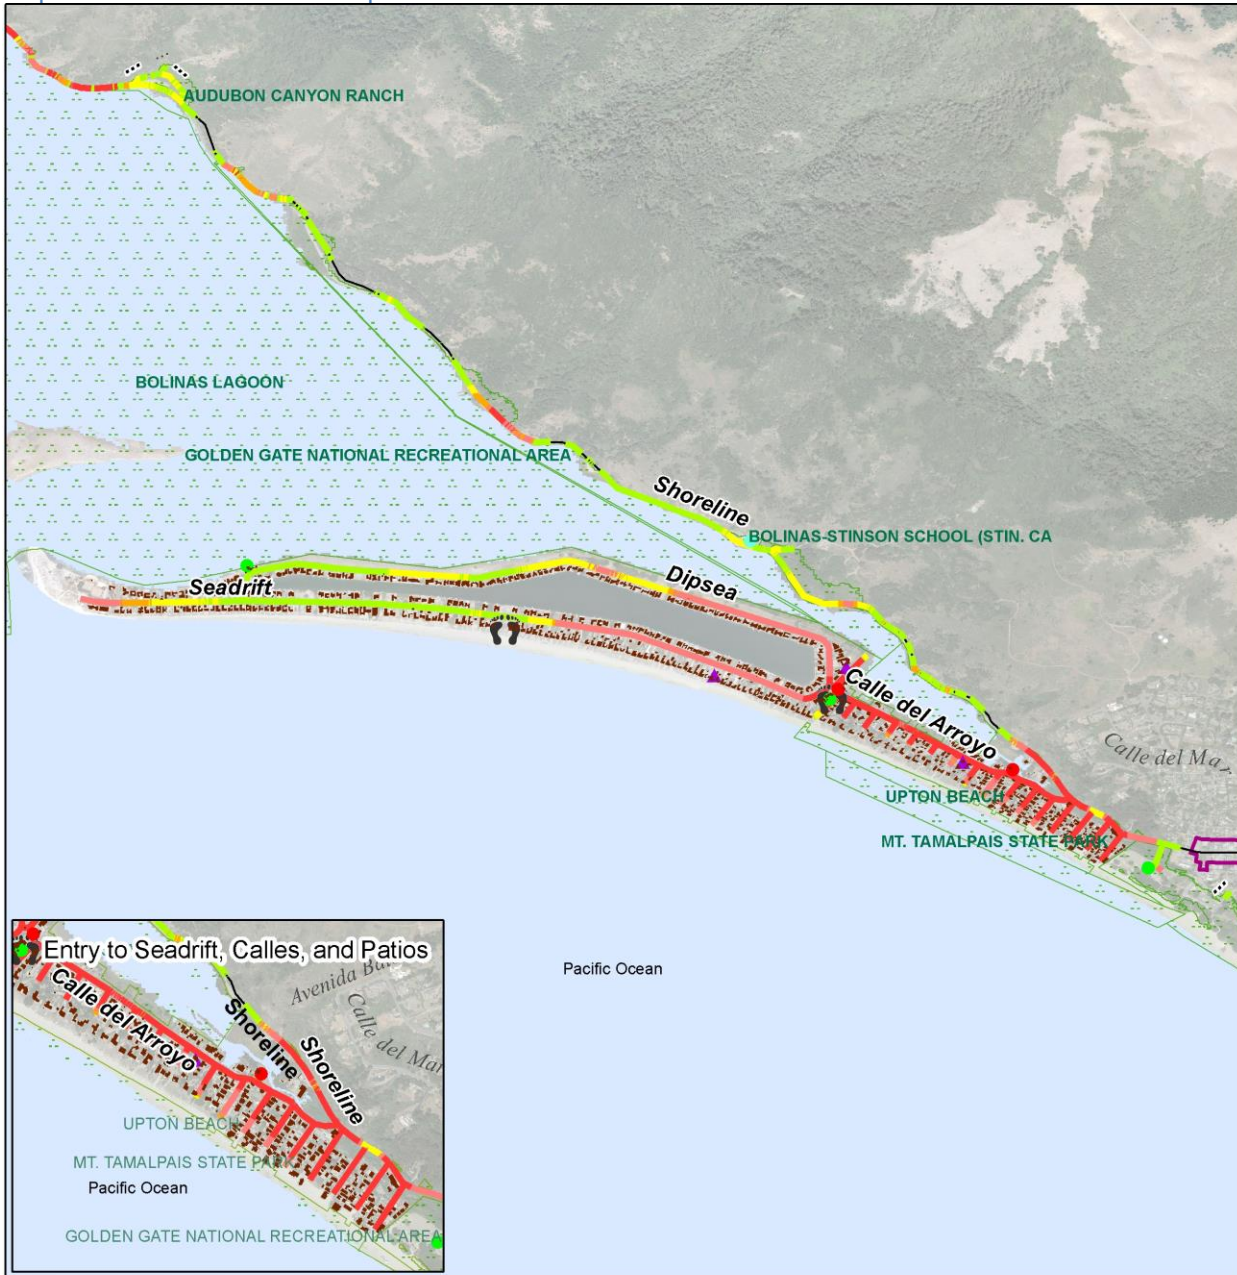 AUDUBON CANYON RANCH
BOLINAS LAGOON
GOLDEN GATE NATIONAL RECREATIONAL AREA
Shoreline
BOLINAS-STINSON SCHOOL (STIN. CA
Seadrift
Dipsea
Calle del Arroyo
Calle del Mar
UPTON BEACH
MT. TAMALPAIS STATE PARK
Pacific Ocean
Entry to Seadrift, Calles, and Patios
Avenida
Calle del Mar
Calle del Arroyo
Shoreline
Shoreline
UPTON BEACH
MT. TAMALPAIS STATE PARK
Pacific Ocean
GOLDEN GATE NATIONAL RECREATIONAL AREA